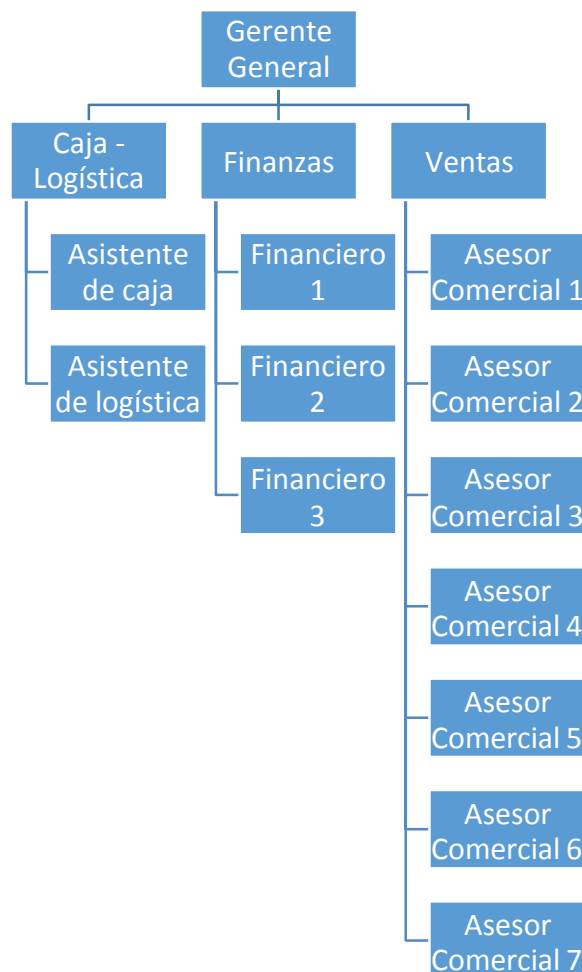 Gerente
General
Caja -
Logística
Finanzas
Ventas
Asistente
de caja
Asistente
de logística
Financiero
1
Financiero
2
Financiero
3
Asesor
Comercial 1
Asesor
Comercial 2
Asesor
Comercial 3
Asesor
Comercial 4
Asesor
Comercial 5
Asesor
Comercial 6
Asesor
Comercial 7